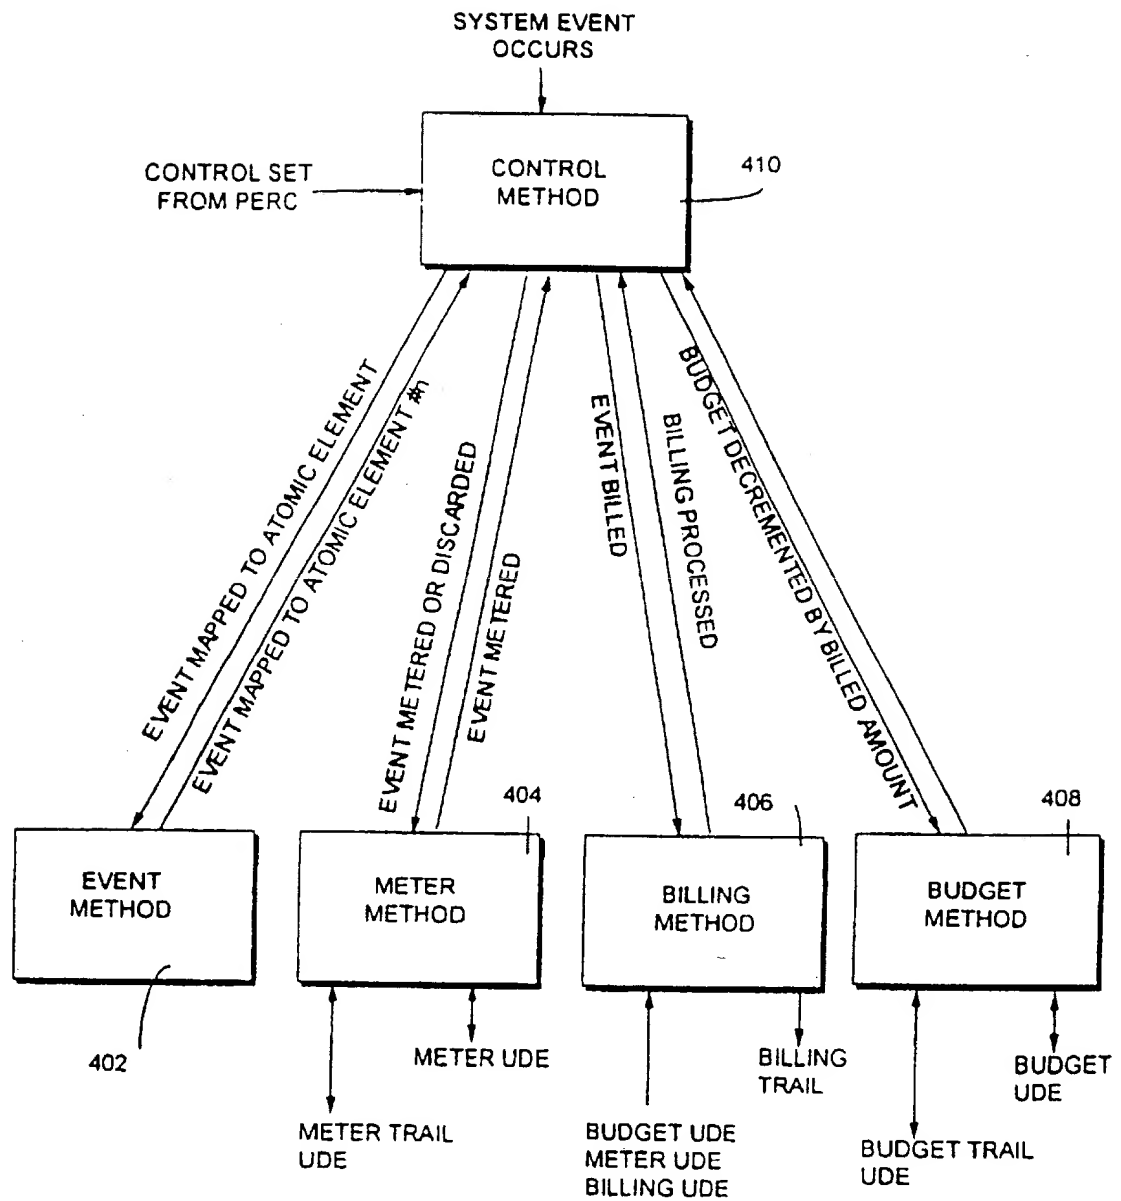 SYSTEM EVENT
OCCURS
CONTROL SET
FROM PERC
CONTROL
METHOD
410
EVENT MAPPED TO ATOMIC ELEMENT
EVENT MAPPED TO ATOMIC ELEMENT #n
EVENT METERED OR DISCARDED
EVENT METERED
EVENT BILLED
BILLING PROCESSED
BUDGET DECREMENTED BY BILLED AMOUNT
404
406
408
EVENT
METHOD
METER
METHOD
BILLING
METHOD
BUDGET
METHOD
402
METER UDE
METER TRAIL
UDE
BUDGET UDE
METER UDE
BILLING UDE
BILLING
TRAIL
BUDGET TRAIL
UDE
BUDGET
UDE